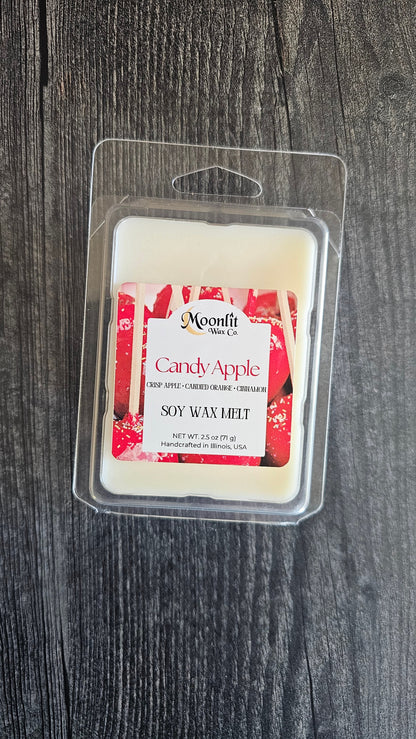 Moonlit
Wax Co.
Candy Apple
CRISP APPLE • CANDIED ORANGE • CINNAMON
SOY WAX MELT
NET WT. 2.5 oz (71 g)
Handcrafted in Illinois, USA